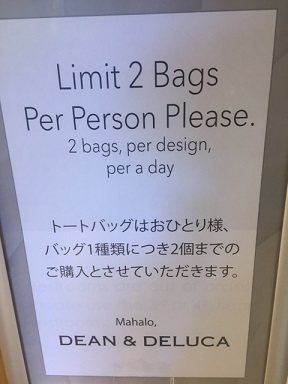 Limit 2 Bags
Per Person Please.
2 bags, per design,
per a day
トートバッグはおひとり様、
バッグ1種類につき2個までの
ご購入とさせていただきます。
Mahalo,
DEAN & DELUCA